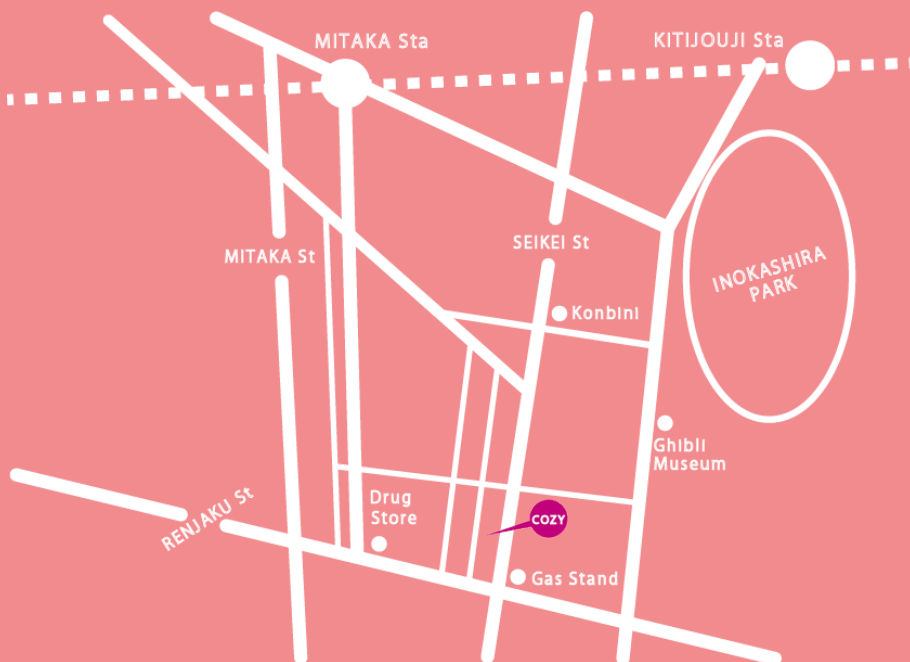 MITAKA Sta
KITIJOUJI Sta
SEIKEI St
MITAKA St
INOKASHIRA
PARK
Konbini
Ghibli
Museum
RENJAKU St
Drug
Store
COZY
Gas Stand